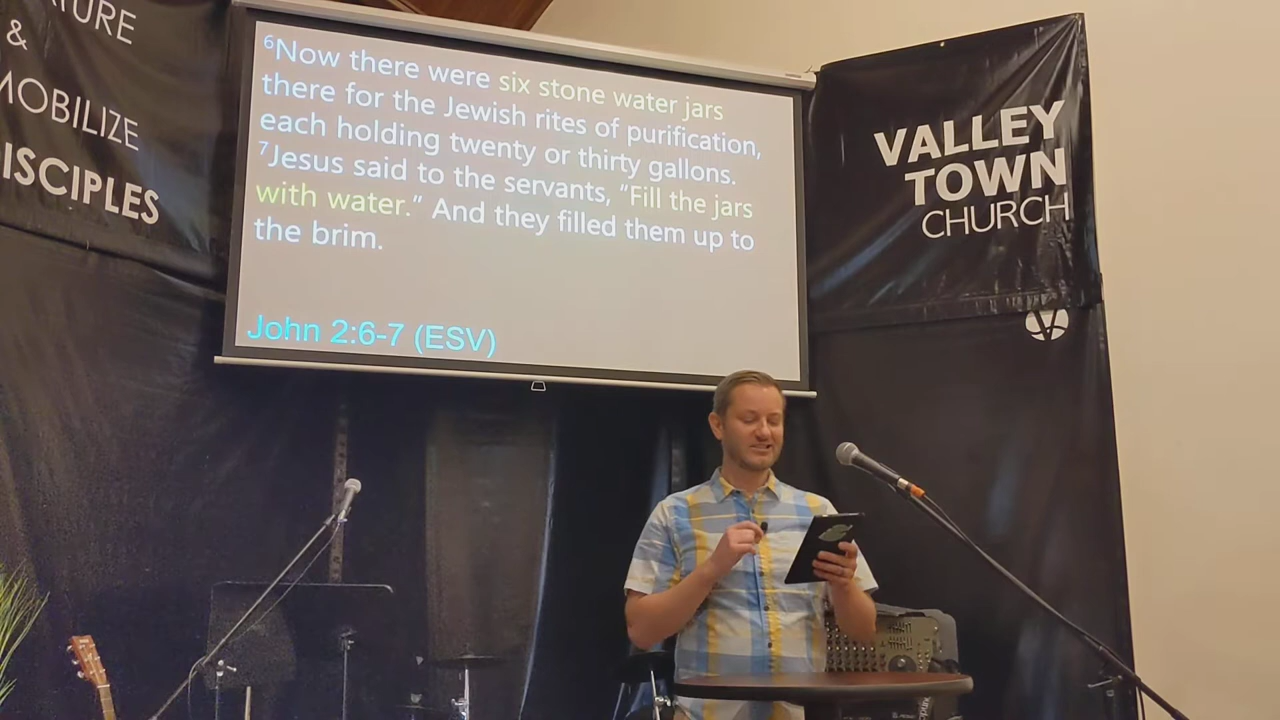 &
MOBILIZE
DISCIPLES
⁶Now there were six stone water jars
there for the Jewish rites of purification,
each holding twenty or thirty gallons.
⁷Jesus said to the servants, “Fill the jars
with water.” And they filled them up to
the brim.
John 2:6-7 (ESV)
VALLEY
TOWN
CHURCH